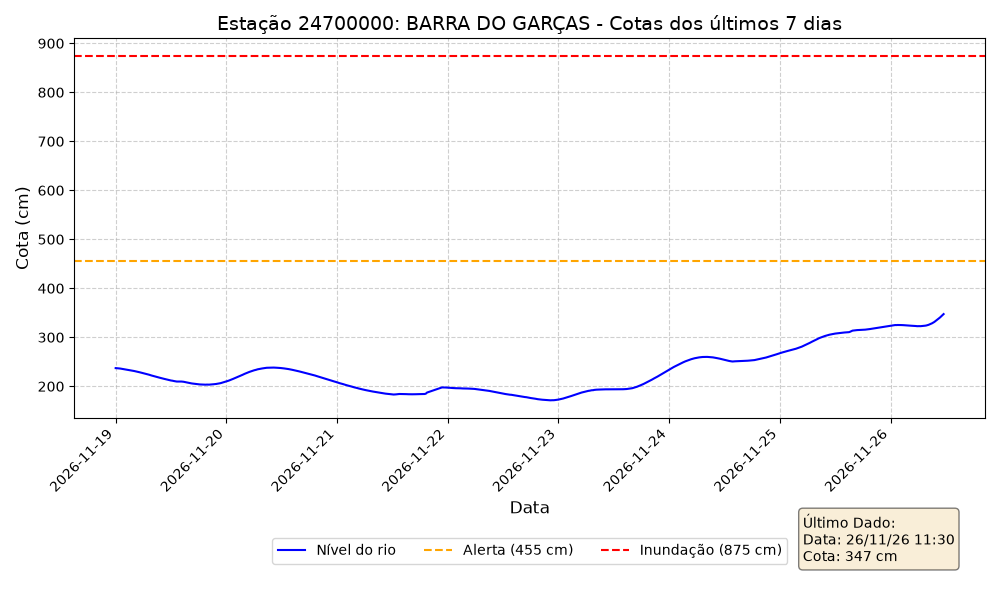 Estação 24700000: BARRA DO GARÇAS - Cotas dos últimos 7 dias
900
800
700
600
500
400
300
200
Cota (cm)
2026-11-19
2026-11-20
2026-11-21
2026-11-22
2026-11-23
2026-11-24
2026-11-25
2026-11-26
Data
Nível do rio
Alerta (455 cm)
Inundação (875 cm)
Último Dado:
Data: 26/11/26 11:30
Cota: 347 cm